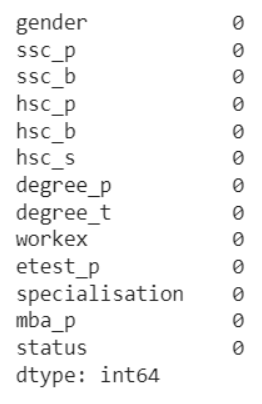 gender 0
ssc_p 0
ssc_b 0
hsc_p 0
hsc_b 0
hsc_s 0
degree_p 0
degree_t 0
workex 0
etest_p 0
specialisation 0
mba_p 0
status 0
dtype: int64